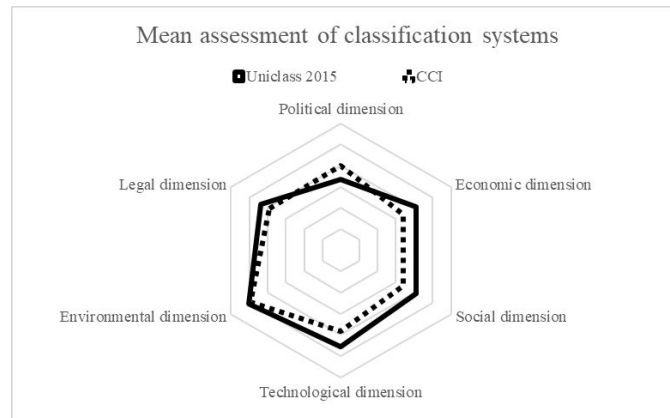 Mean assessment of classification systems
Uniclass 2015 CCI
Political dimension
Legal dimension Economic dimension
Environmental dimension Social dimension
Technological dimension